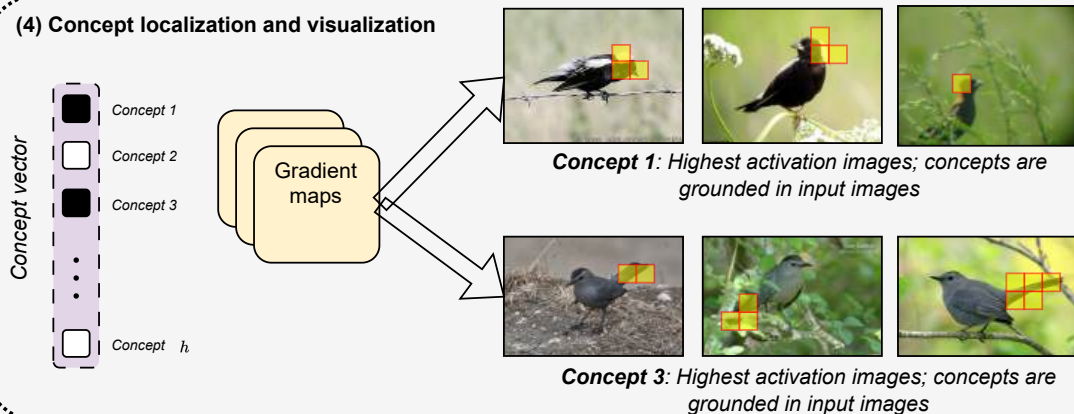 (4) Concept localization and visualization
Concept vector
Concept 1
Concept 2
Concept 3
Concept h
Gradient
maps
Concept 1: Highest activation images; concepts are
grounded in input images
Concept 3: Highest activation images; concepts are
grounded in input images